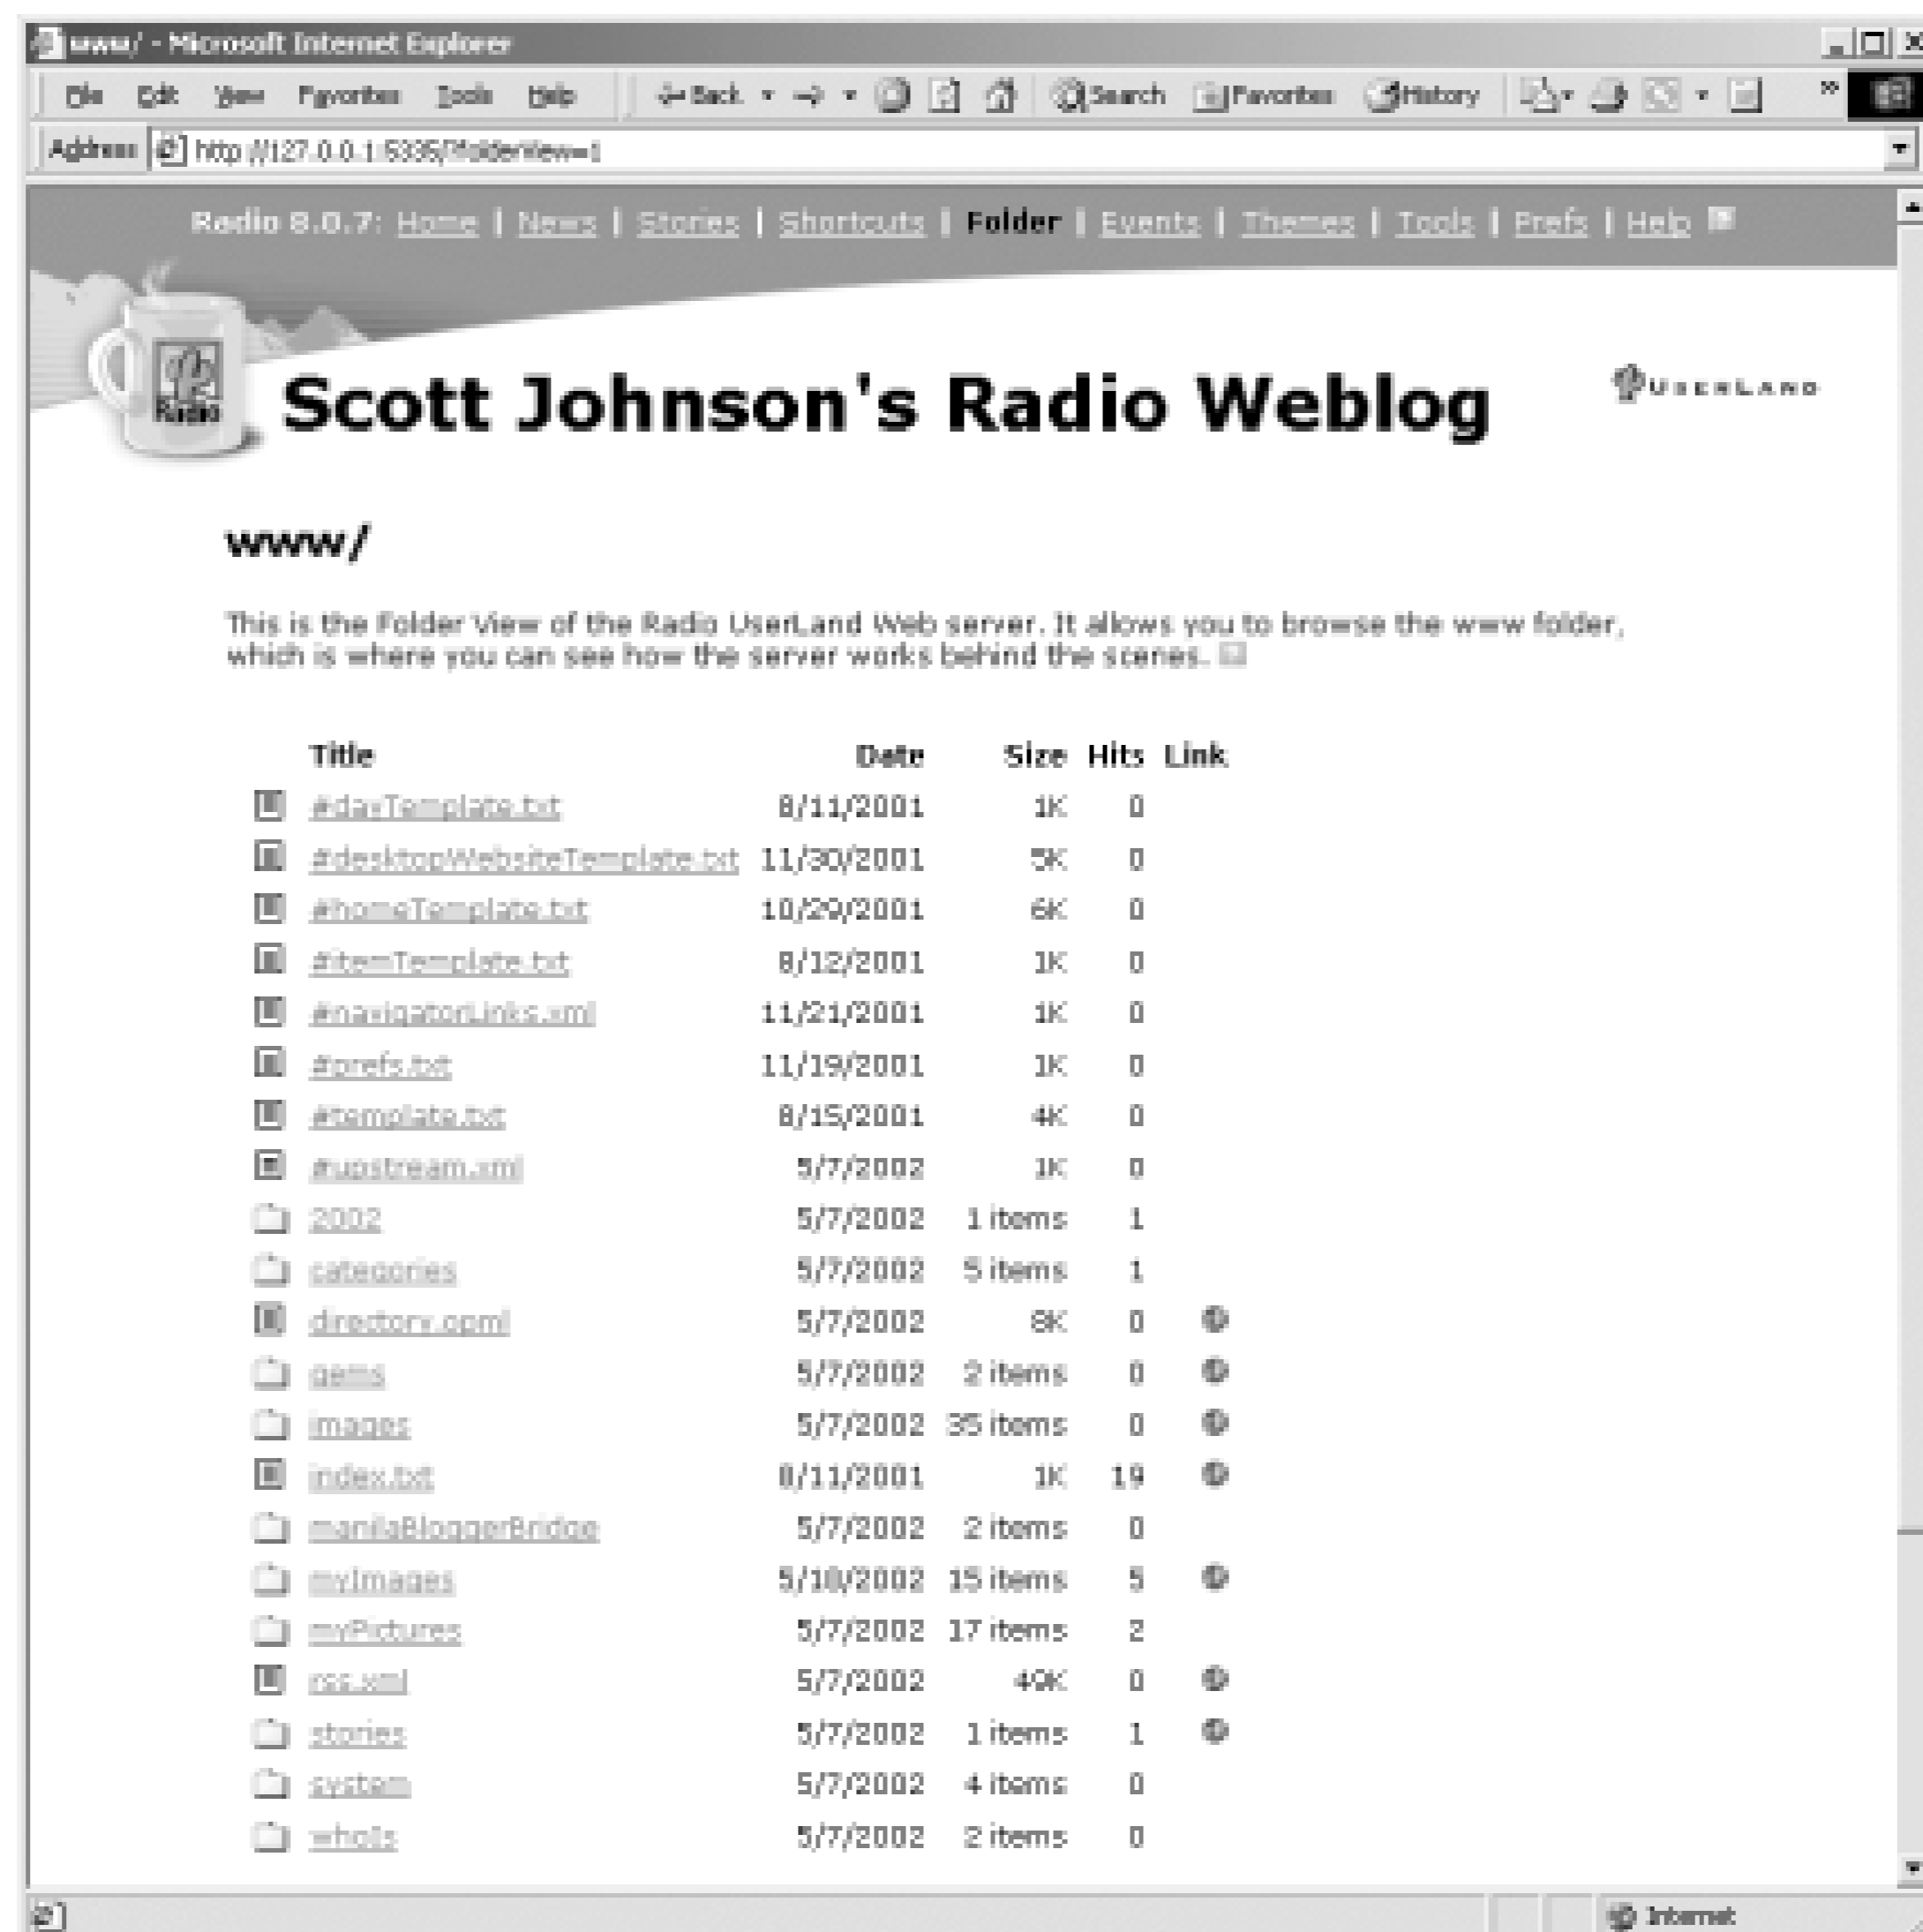 www/ - Microsoft Internet Explorer
File Edit View Favorites Tools Help Back Search Favorites History
Address http://127.0.0.1:5335/?folderView=1
Radio 8.0.7: Home | News | Stories | Shortcuts | Folder | Events | Themes | Tools | Prefs | Help
Radio
Scott Johnson's Radio Weblog
USERLAND
www/
This is the Folder View of the Radio UserLand Web server. It allows you to browse the www folder,
which is where you can see how the server works behind the scenes.
Title Date Size Hits Link
#dayTemplate.txt 8/11/2001 1K 0
#desktopWebsiteTemplate.txt 11/30/2001 5K 0
#homeTemplate.txt 10/29/2001 6K 0
#itemTemplate.txt 8/12/2001 1K 0
#navigatorLinks.xml 11/21/2001 1K 0
#prefs.txt 11/19/2001 1K 0
#template.txt 8/15/2001 4K 0
#upstream.xml 5/7/2002 1K 0
2002 5/7/2002 1 items 1
categories 5/7/2002 5 items 1
directory.opml 5/7/2002 8K 0
gems 5/7/2002 2 items 0
images 5/7/2002 35 items 0
index.txt 8/11/2001 1K 19
manilaBloggerBridge 5/7/2002 2 items 0
myImages 5/10/2002 15 items 5
myPictures 5/7/2002 17 items 2
rss.xml 5/7/2002 49K 0
stories 5/7/2002 1 items 1
system 5/7/2002 4 items 0
whoIs 5/7/2002 2 items 0
Internet